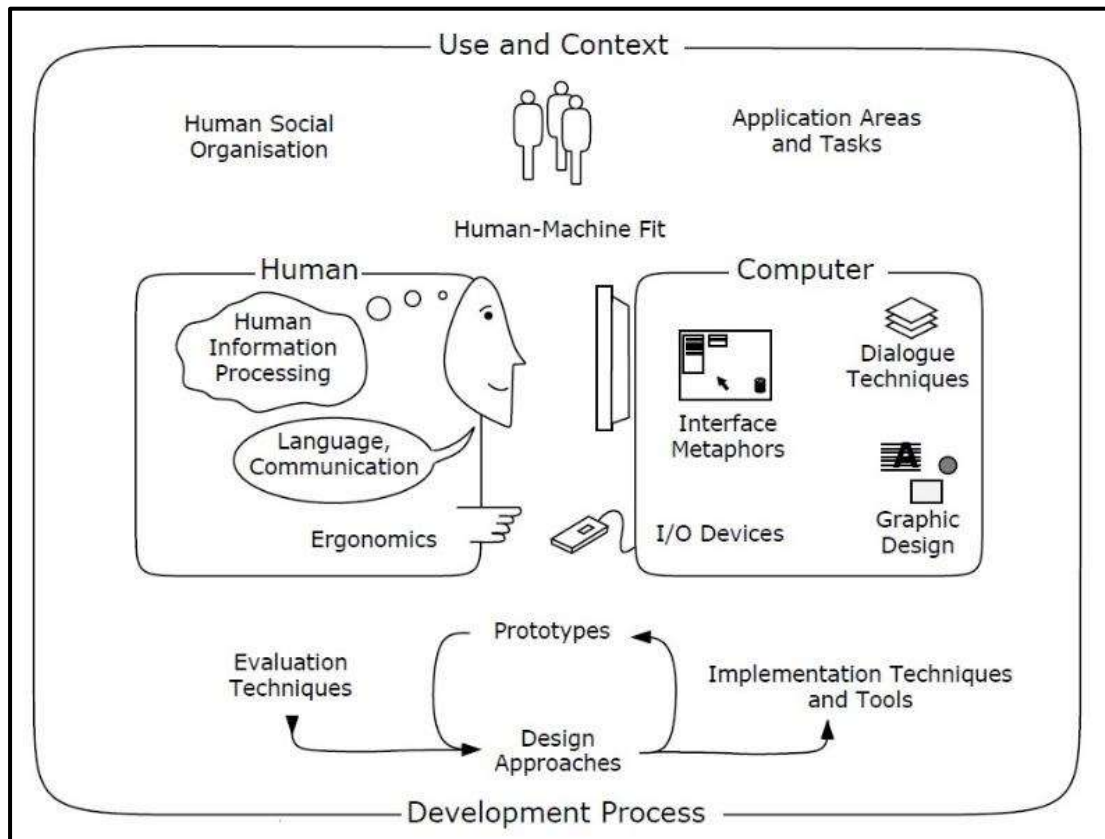 Use and Context
Human Social
Organisation
Application Areas
and Tasks
Human-Machine Fit
Human
Human
Information
Processing
Language,
Communication
Ergonomics
Computer
Dialogue
Techniques
Interface
Metaphors
A
Graphic
Design
I/O Devices
Prototypes
Evaluation
Techniques
Implementation Techniques
and Tools
Design
Approaches
Development Process